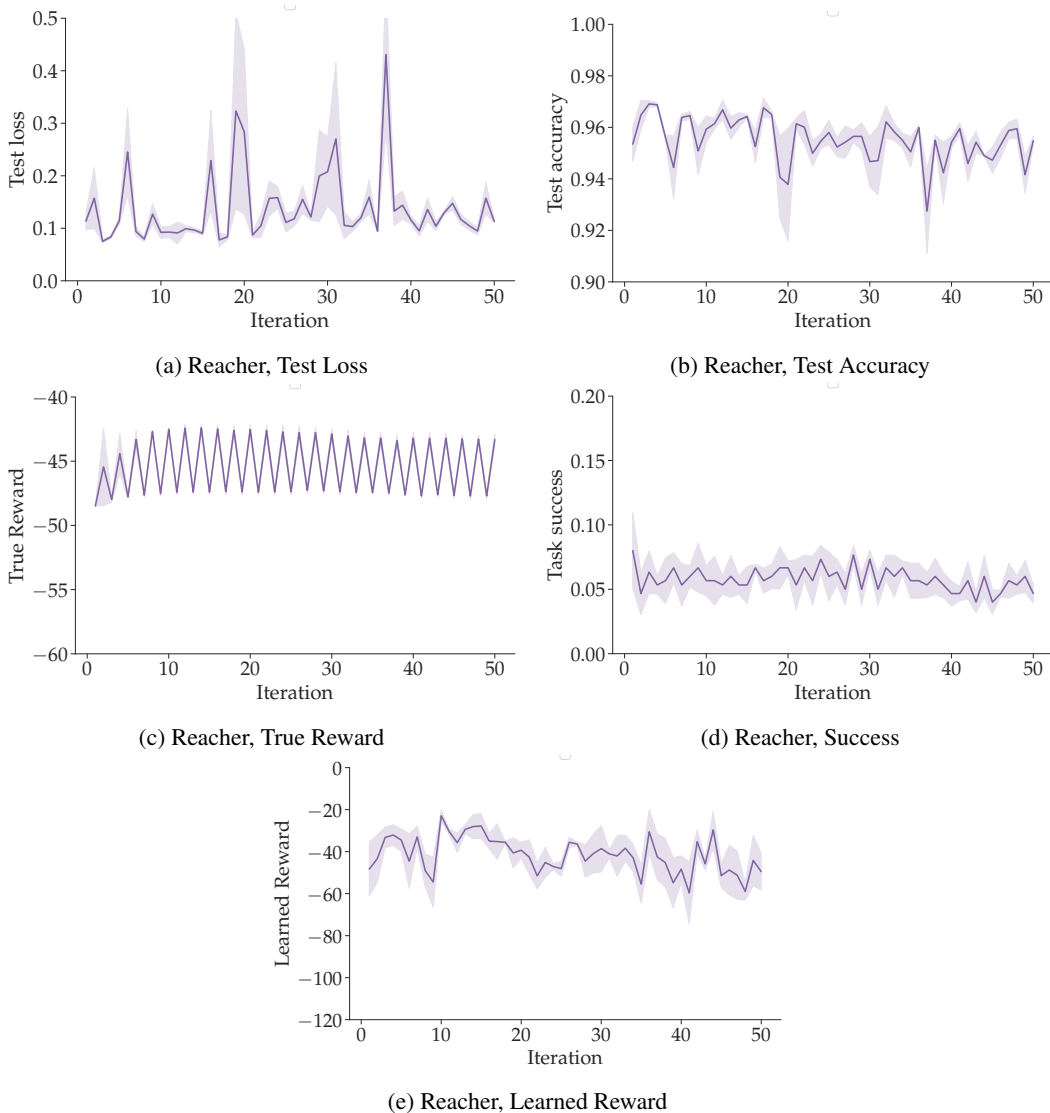 0.5
0.4
0.3
0.2
0.1
0.0
Test loss
0 10 20 30 40 50
Iteration
(a) Reacher, Test Loss
1.00
0.98
0.96
0.94
0.92
0.90
Test accuracy
0 10 20 30 40 50
Iteration
(b) Reacher, Test Accuracy
−40
−45
−50
−55
−60
True Reward
0 10 20 30 40 50
Iteration
(c) Reacher, True Reward
0.20
0.15
0.10
0.05
0.00
Task success
0 10 20 30 40 50
Iteration
(d) Reacher, Success
0
−20
−40
−60
−80
−100
−120
Learned Reward
0 10 20 30 40 50
Iteration
(e) Reacher, Learned Reward